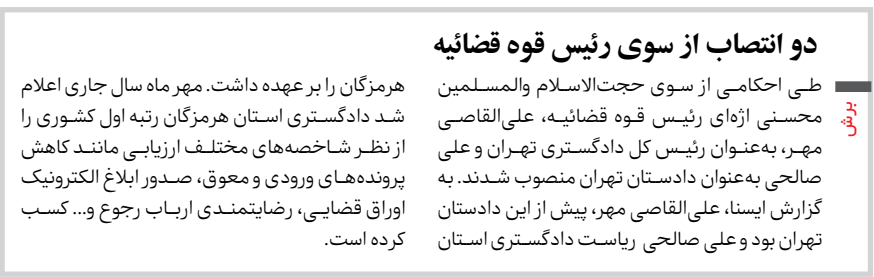 دو انتصاب از سوی رئیس قوه قضائیه
برش
طی احکامی از سوی حجت‌الاسلام والمسلمین
محسنی اژه‌ای رئیس قوه قضائیه، علی‌القاصی
مهر، به‌عنوان رئیس کل دادگستری تهران و علی
صالحی به‌عنوان دادستان تهران منصوب شدند. به
گزارش ایسنا، علی‌القاصی مهر، پیش از این دادستان
تهران بود و علی صالحی ریاست دادگستری استان
هرمزگان را بر عهده داشت. مهر ماه سال جاری اعلام
شد دادگستری استان هرمزگان رتبه اول کشوری را
از نظر شاخصه‌های مختلف ارزیابی مانند کاهش
پرونده‌های ورودی و معوق، صدور ابلاغ الکترونیک
اوراق قضایی، رضایتمندی ارباب رجوع و... کسب
کرده است.